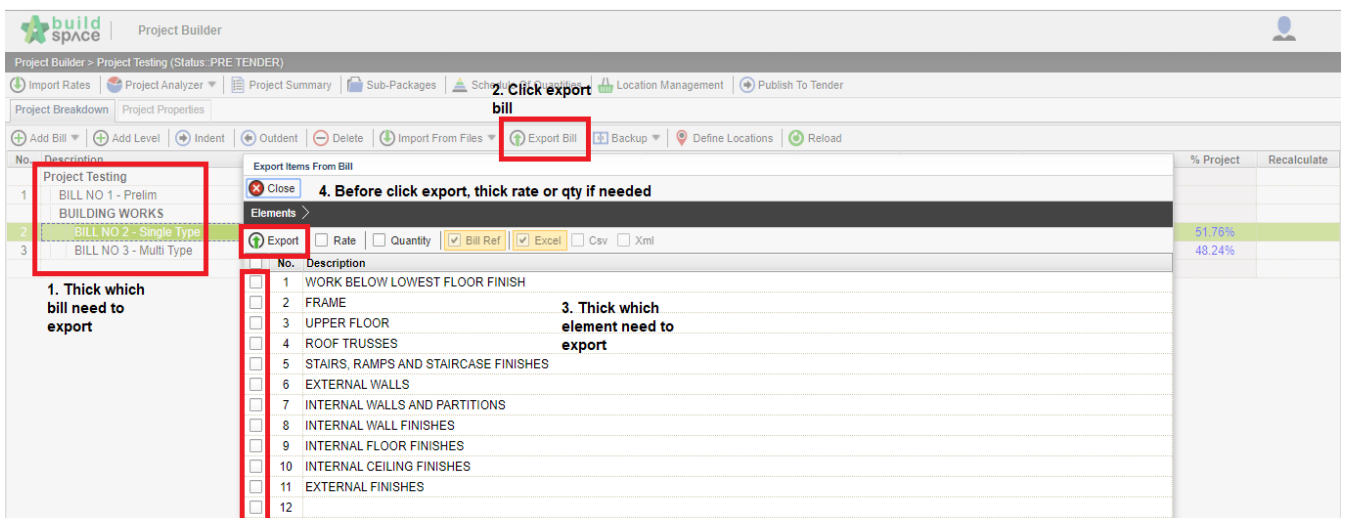 build space
Project Builder
Project Builder > Project Testing (Status::PRE TENDER)
Import Rates Project Analyzer Project Summary Sub-Packages Schedule Of Quantities Location Management Publish To Tender
2. Click export
bill
Project Breakdown Project Properties
Add Bill Add Level Indent Outdent Delete Import From Files Export Bill Backup Define Locations Reload
No. Description % Project Recalculate
Project Testing
1 BILL NO 1 - Prelim
BUILDING WORKS
2 BILL NO 2 - Single Type 51.76%
3 BILL NO 3 - Multi Type 48.24%
1. Thick which
bill need to
export
Export Items From Bill
Close
4. Before click export, thick rate or qty if needed
Elements
Export Rate Quantity Bill Ref Excel Csv Xml
No. Description
1 WORK BELOW LOWEST FLOOR FINISH
2 FRAME
3 UPPER FLOOR
4 ROOF TRUSSES
5 STAIRS, RAMPS AND STAIRCASE FINISHES
6 EXTERNAL WALLS
7 INTERNAL WALLS AND PARTITIONS
8 INTERNAL WALL FINISHES
9 INTERNAL FLOOR FINISHES
10 INTERNAL CEILING FINISHES
11 EXTERNAL FINISHES
12
3. Thick which
element need to
export